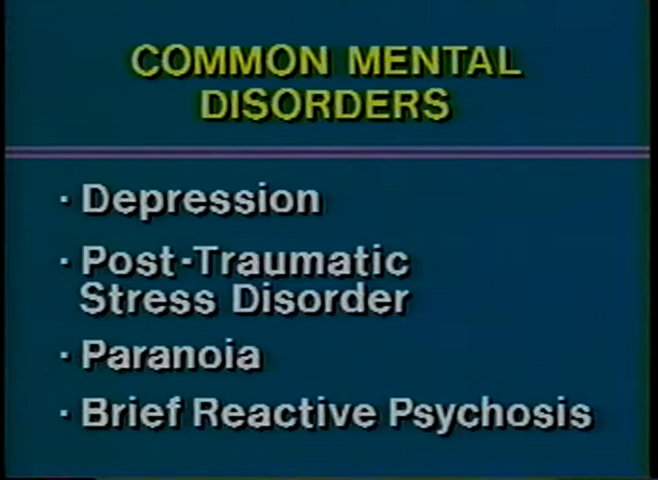 COMMON MENTAL
DISORDERS
· Depression
· Post-Traumatic
Stress Disorder
· Paranoia
· Brief Reactive Psychosis